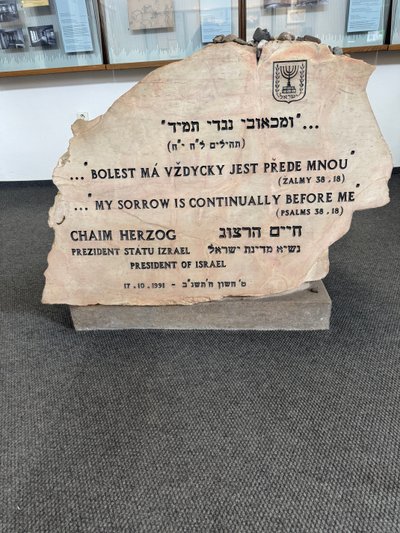 ישראל
..."ומכאובי נגדי תמיד"
(תהילים ל"ח י"ח)
..."BOLEST MÁ VŽDYCKY JEST PŘEDE MNOU"
(ŽALMY 38,18)
..."MY SORROW IS CONTINUALLY BEFORE ME"
(PSALMS 38,18)
CHAIM HERZOG חיים הרצוג
PREZIDENT STÁTU IZRAEL נשיא מדינת ישראל
PRESIDENT OF ISRAEL
17.10.1991 - ט' חשון ה'תשנ"ב